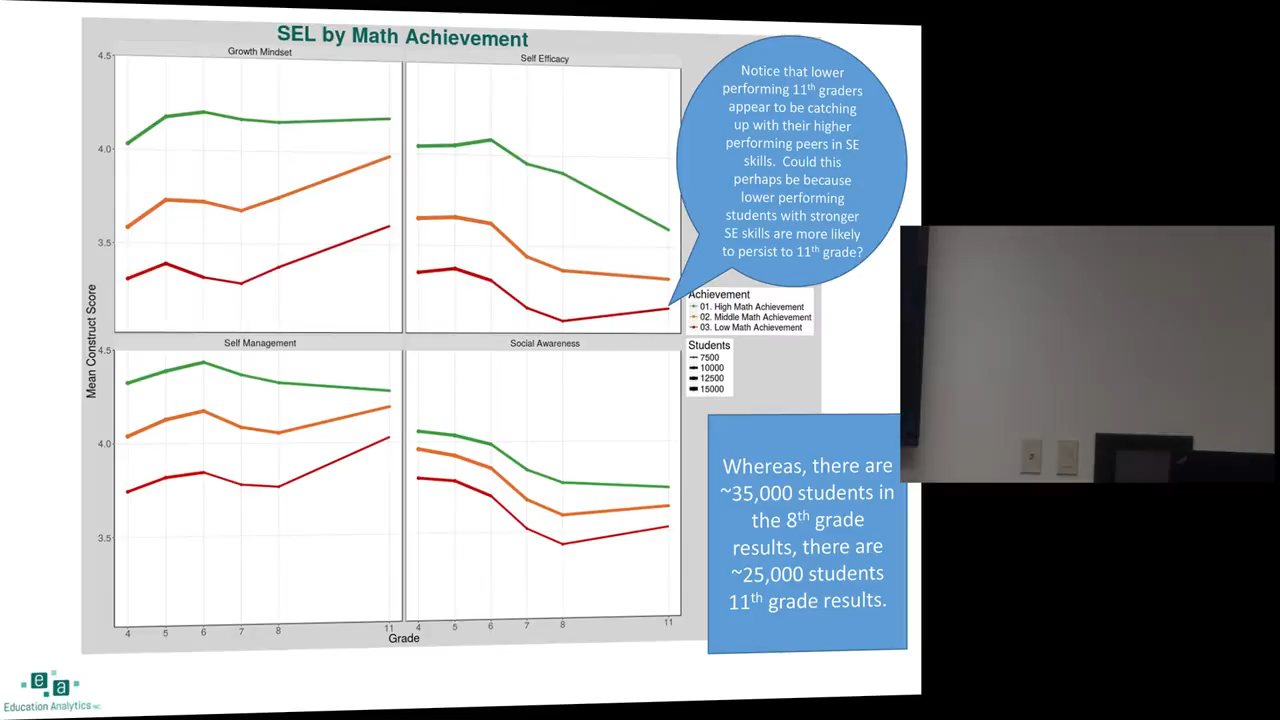 SEL by Math Achievement
Growth Mindset
Self Efficacy
4.5
4.0
3.5
Self Management
Social Awareness
4.5
4.0
3.5
Mean Construct Score
4 5 6 7 8 11
4 5 6 7 8 11
Grade
Notice that lower
performing 11th graders
appear to be catching
up with their higher
performing peers in SE
skills. Could this
perhaps be because
lower performing
students with stronger
SE skills are more likely
to persist to 11th grade?
Achievement
01. High Math Achievement
02. Middle Math Achievement
03. Low Math Achievement
Students
7500
10000
12500
15000
Whereas, there are
~35,000 students in
the 8th grade
results, there are
~25,000 students
11th grade results.
e
a
Education Analytics INC.